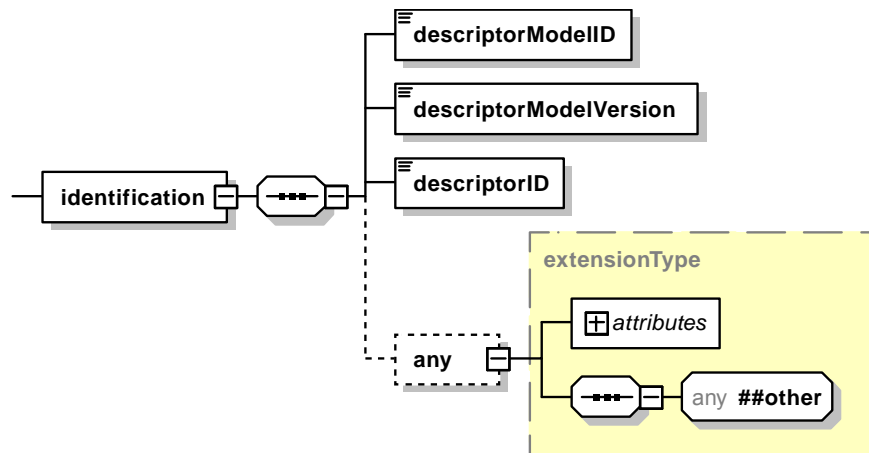 descriptorModelID
descriptorModelVersion
identification
descriptorID
extensionType
attributes
any
any ##other